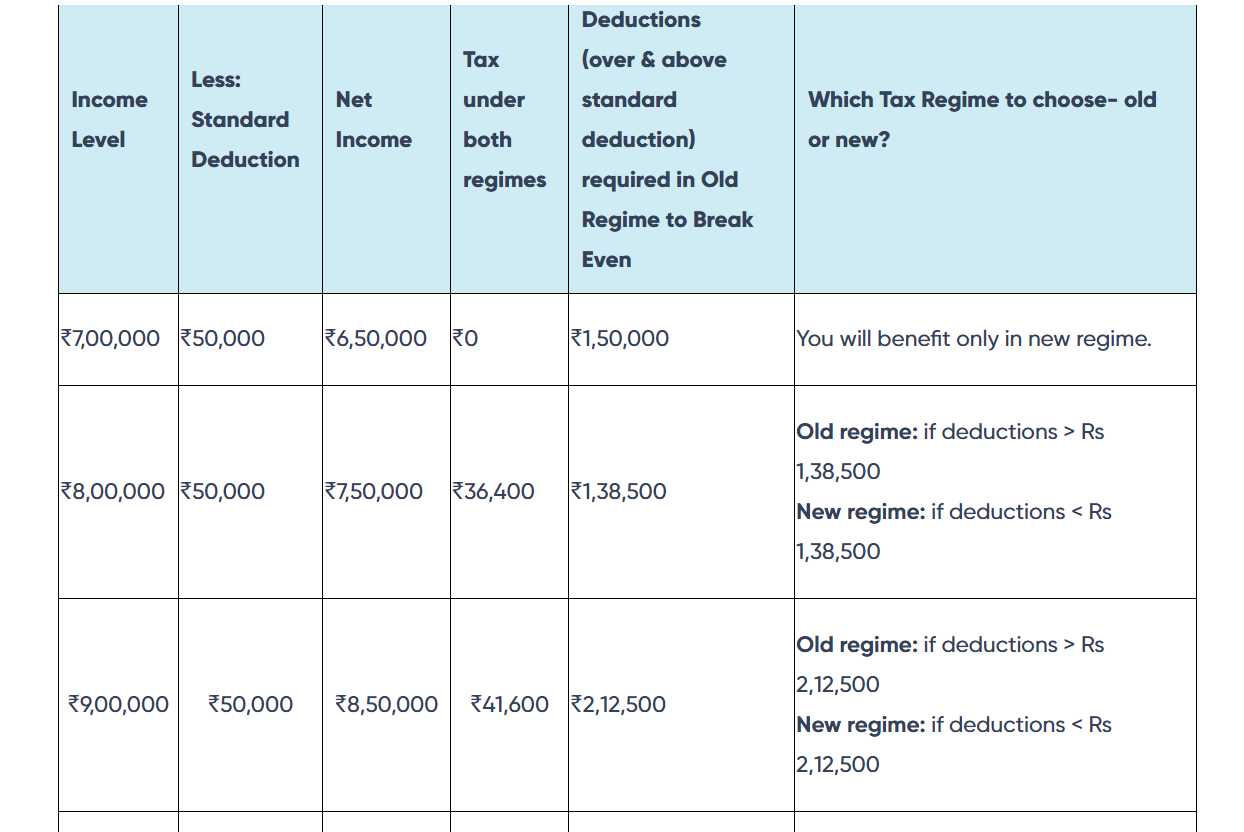 Income
Level
Less:
Standard
Deduction
Net
Income
Tax
under
both
regimes
Deductions
(over & above
standard
deduction)
required in Old
Regime to Break
Even
Which Tax Regime to choose- old
or new?
₹7,00,000 ₹50,000 ₹6,50,000 ₹0 ₹1,50,000 You will benefit only in new regime.
₹8,00,000 ₹50,000 ₹7,50,000 ₹36,400 ₹1,38,500
Old regime: if deductions > Rs
1,38,500
New regime: if deductions < Rs
1,38,500
₹9,00,000 ₹50,000 ₹8,50,000 ₹41,600 ₹2,12,500
Old regime: if deductions > Rs
2,12,500
New regime: if deductions < Rs
2,12,500